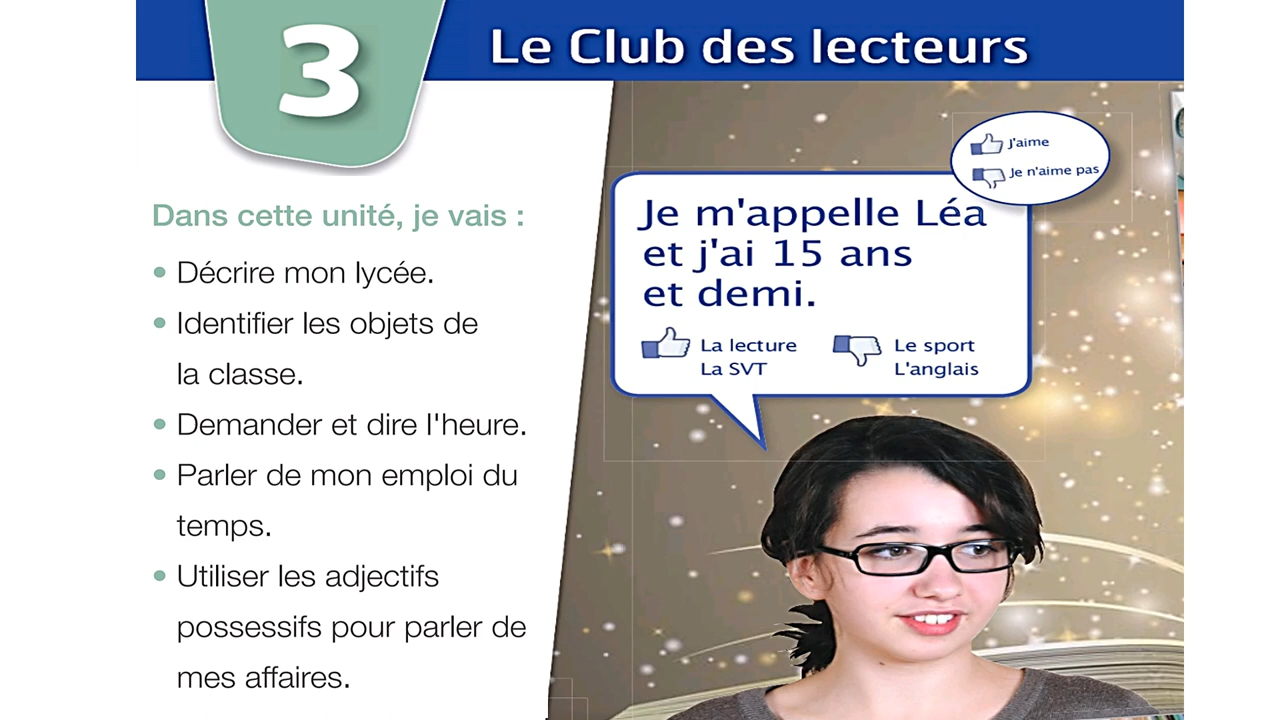 3
Le Club des lecteurs
Dans cette unité, je vais :
• Décrire mon lycée.
• Identifier les objets de
la classe.
• Demander et dire l'heure.
• Parler de mon emploi du
temps.
• Utiliser les adjectifs
possessifs pour parler de
mes affaires.
J'aime
Je n'aime pas
Je m'appelle Léa
et j'ai 15 ans
et demi.
La lecture
La SVT
Le sport
L'anglais